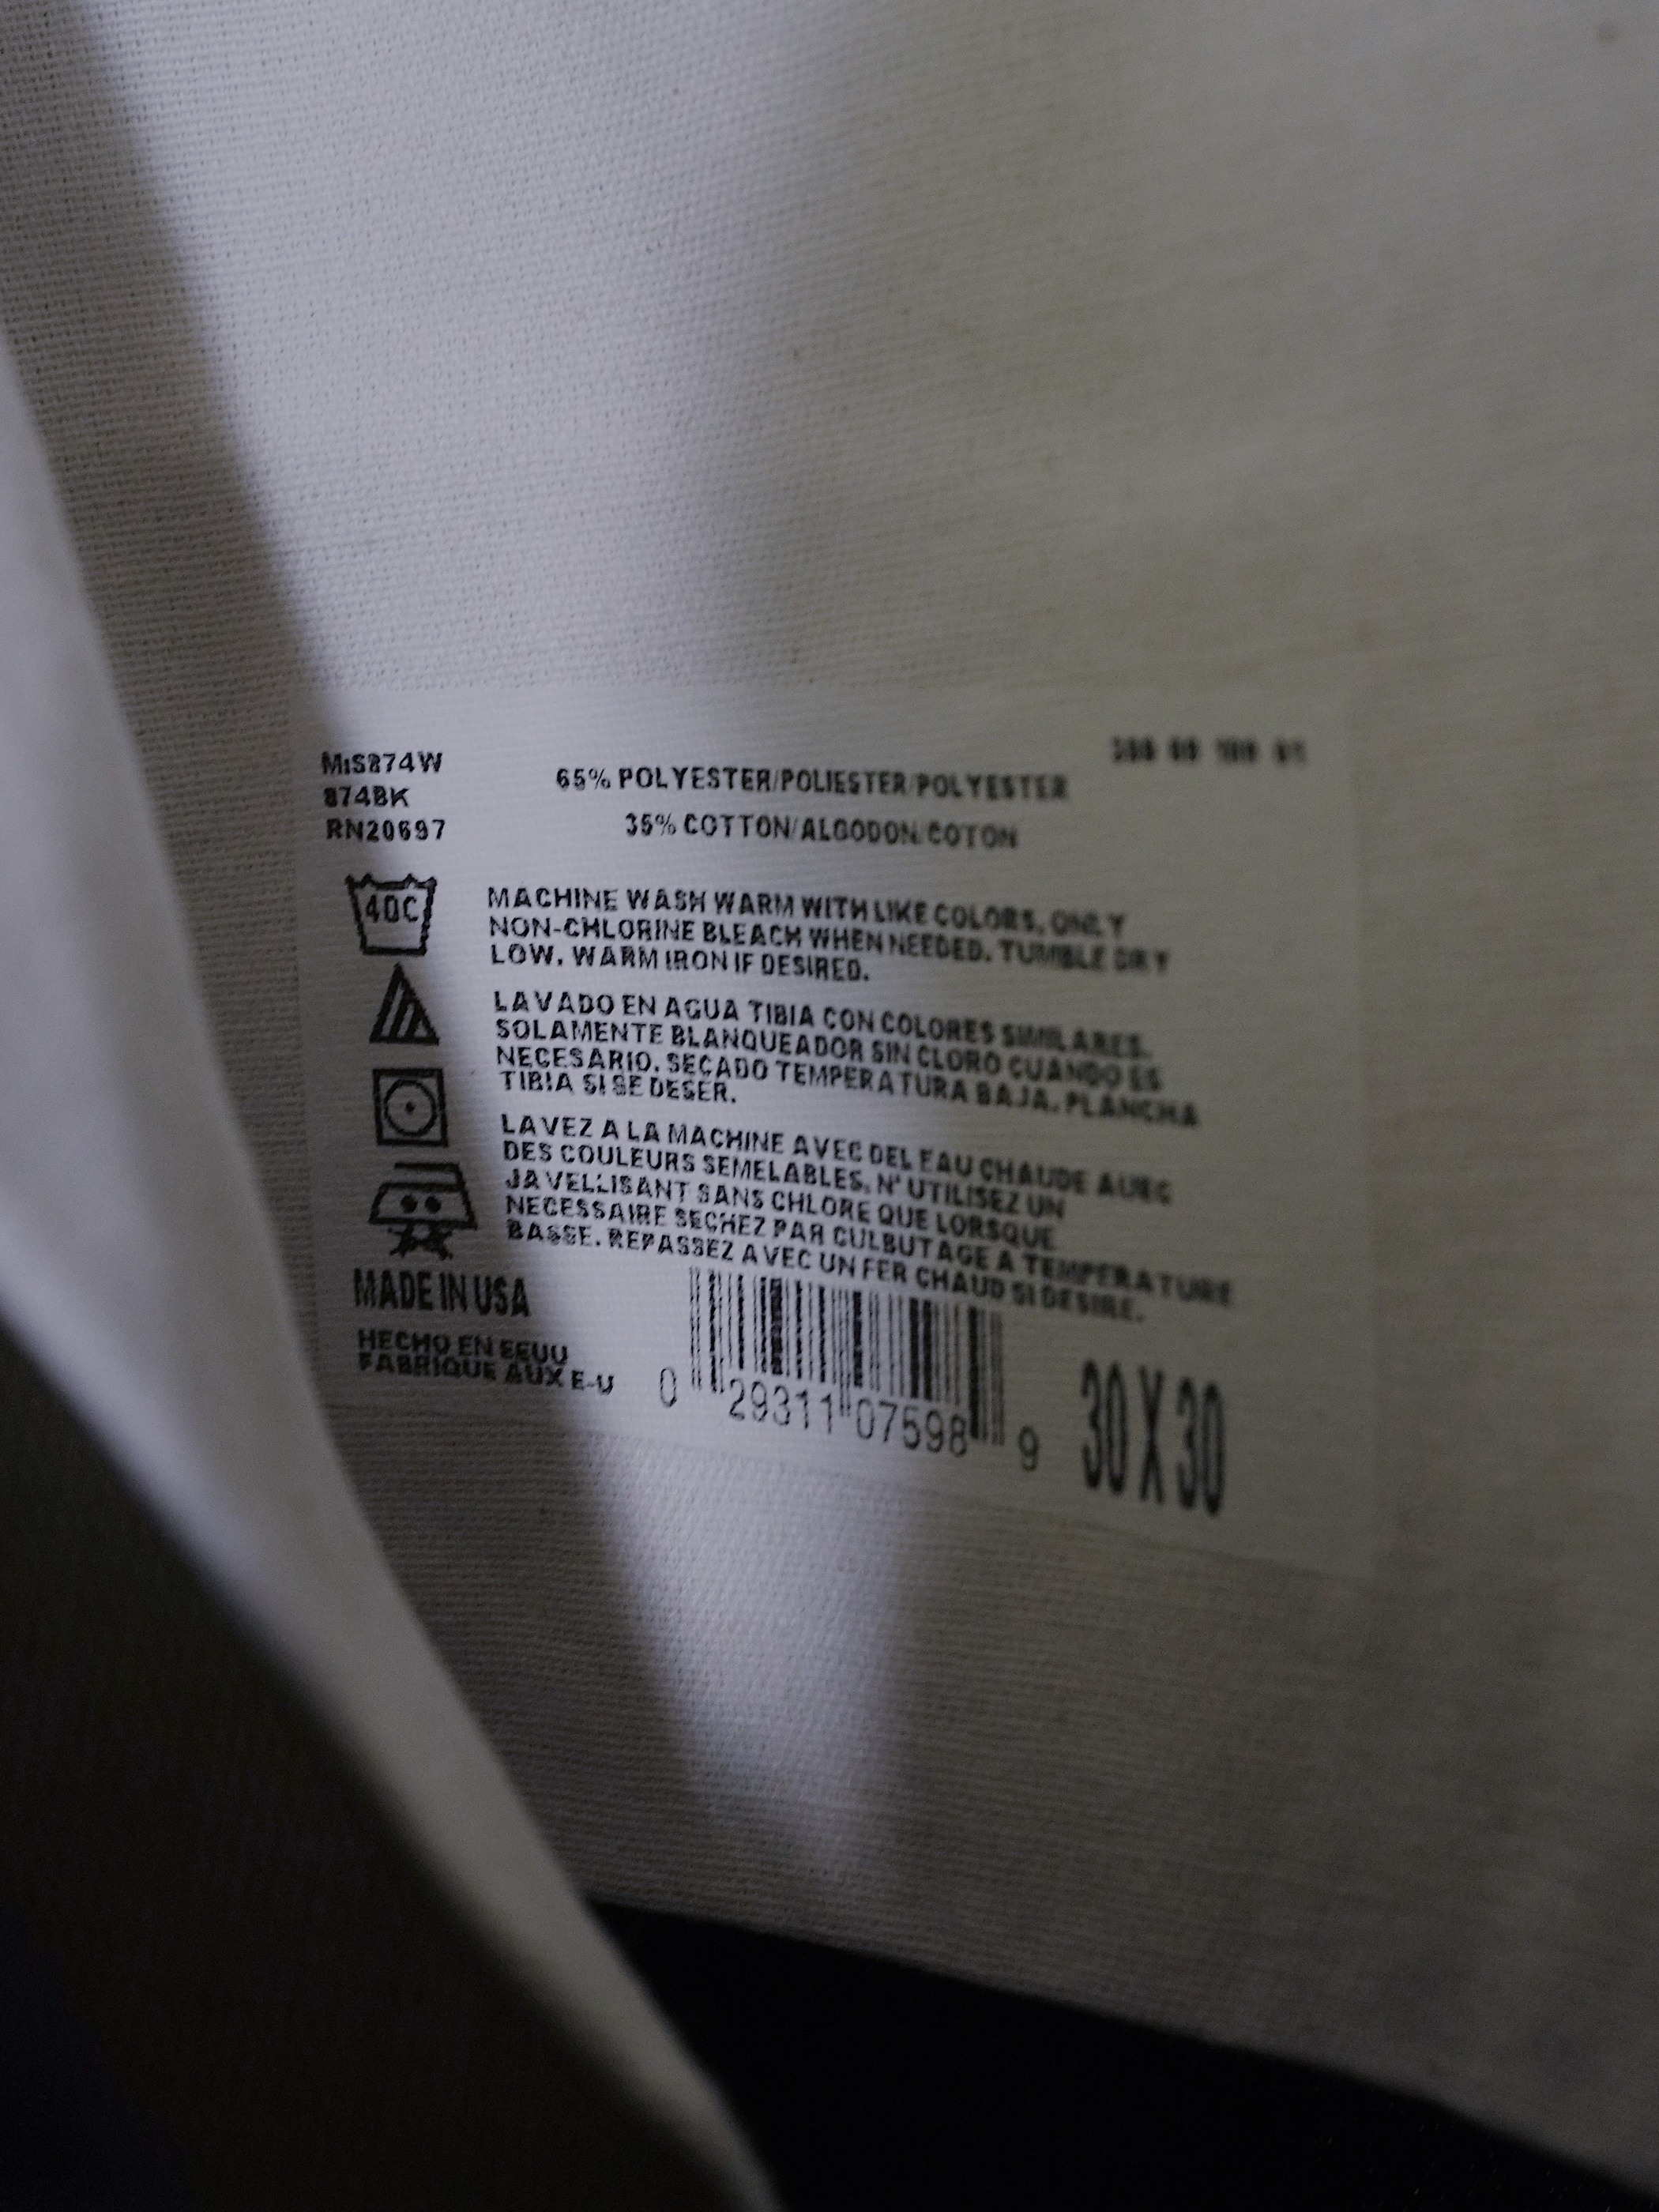 MiS874W
874BK
RN20697
65% POLYESTER/POLIESTER/POLYESTER
35% COTTON/ALGODON/COTON
40C
MACHINE WASH WARM WITH LIKE COLORS, ONLY
NON-CHLORINE BLEACH WHEN NEEDED. TUMBLE DRY
LOW. WARM IRON IF DESIRED.
LAVADO EN AGUA TIBIA CON COLORES SIMILARES.
SOLAMENTE BLANQUEADOR SIN CLORO CUANDO ES
NECESARIO. SECADO TEMPERATURA BAJA. PLANCHA
TIBIA SI SE DESER.
LAVEZ A LA MACHINE AVEC DEL EAU CHAUDE AUEC
DES COULEURS SEMELABLES. N' UTILISEZ UN
JAVELLISANT SANS CHLORE QUE LORSQUE
NECESSAIRE SECHEZ PAR CULBUTAGE A TEMPERATURE
BASSE. REPASSEZ AVEC UN FER CHAUD SI DESIRE.
MADE IN USA
HECHO EN EEUU
FABRIQUE AUX E-U
0 29311 07598 9
30 X 30